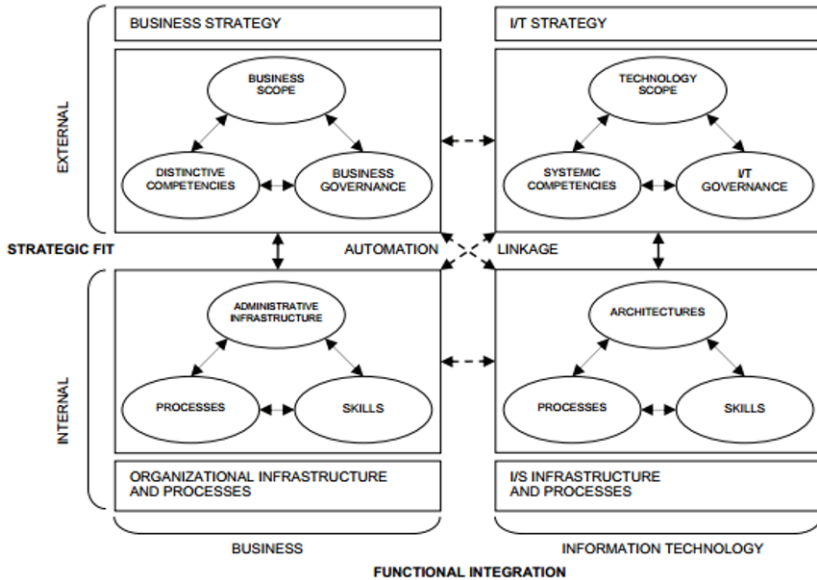 BUSINESS STRATEGY
I/T STRATEGY
EXTERNAL
BUSINESS
SCOPE
DISTINCTIVE
COMPETENCIES
BUSINESS
GOVERNANCE
TECHNOLOGY
SCOPE
SYSTEMIC
COMPETENCIES
I/T
GOVERNANCE
STRATEGIC FIT
AUTOMATION
LINKAGE
INTERNAL
ADMINISTRATIVE
INFRASTRUCTURE
PROCESSES
SKILLS
ARCHITECTURES
PROCESSES
SKILLS
ORGANIZATIONAL INFRASTRUCTURE
AND PROCESSES
I/S INFRASTRUCTURE
AND PROCESSES
BUSINESS
INFORMATION TECHNOLOGY
FUNCTIONAL INTEGRATION